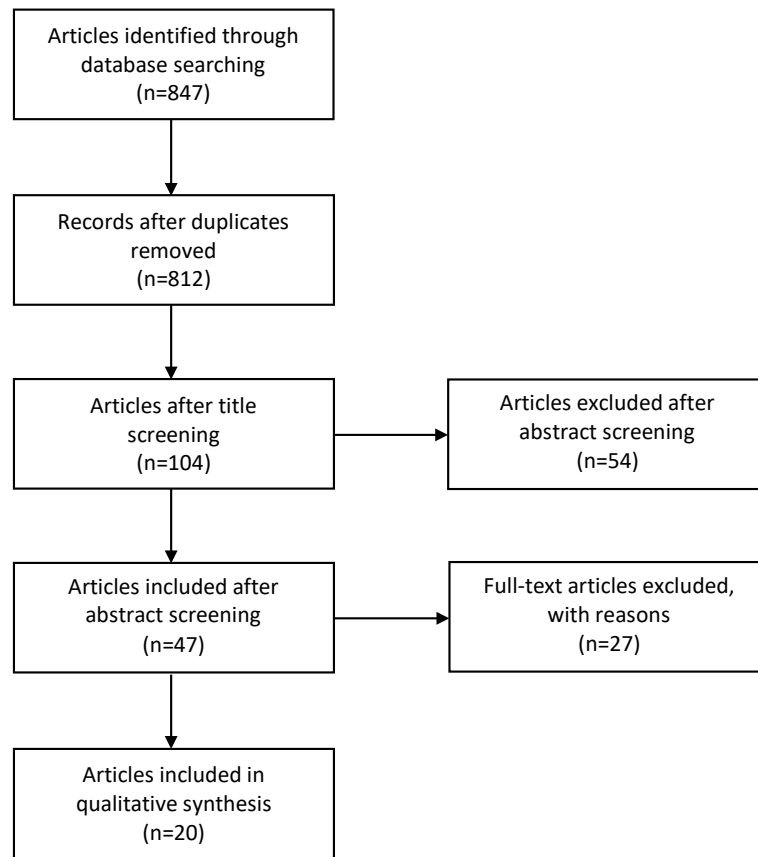 Articles identified through
database searching
(n=847)
Records after duplicates
removed
(n=812)
Articles after title
screening
(n=104)
Articles excluded after
abstract screening
(n=54)
Articles included after
abstract screening
(n=47)
Full-text articles excluded,
with reasons
(n=27)
Articles included in
qualitative synthesis
(n=20)